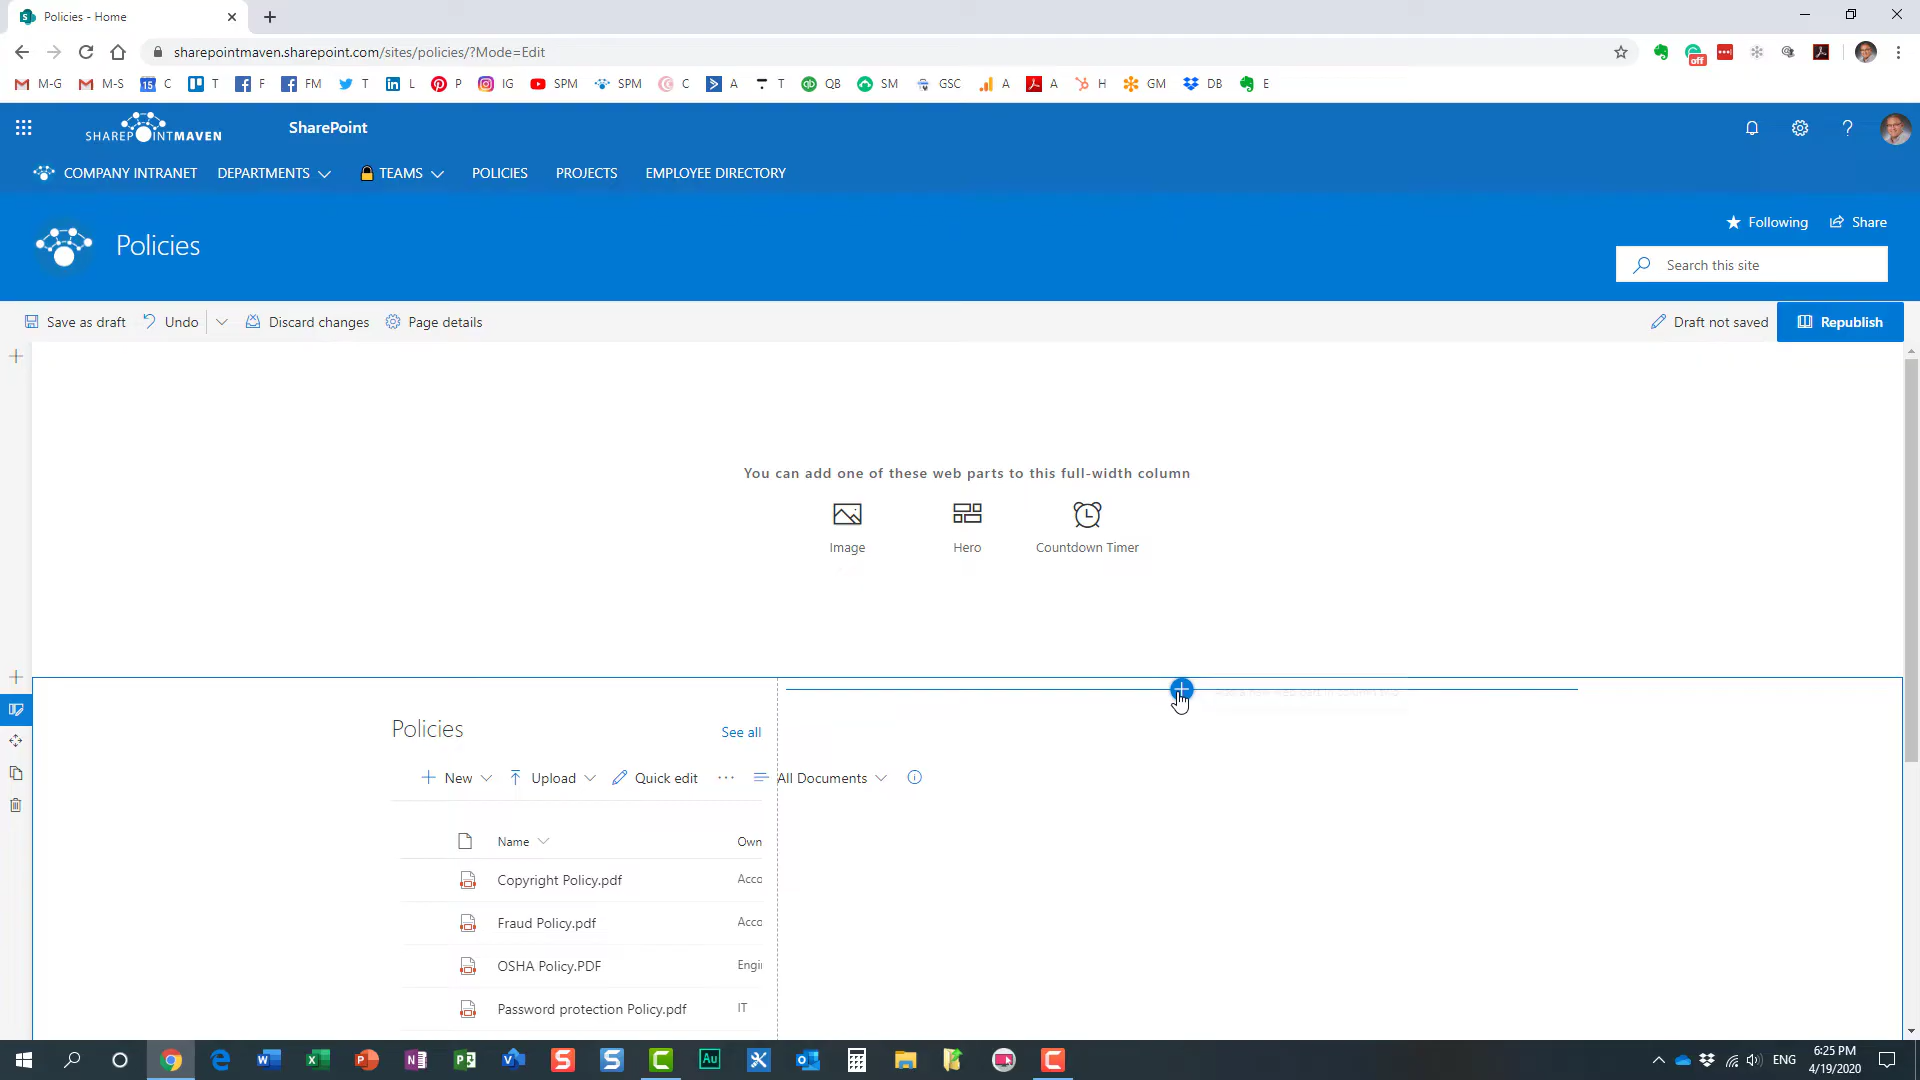 Policies - Home
sharepointmaven.sharepoint.com/sites/policies/?Mode=Edit
off
M-G M-S 15 C T F FM T L P IG SPM SPM C A T QB SM GSC A A H GM DB E
SHAREPOINTMAVEN SharePoint
COMPANY INTRANET DEPARTMENTS TEAMS POLICIES PROJECTS EMPLOYEE DIRECTORY
Following Share
Policies
Search this site
Save as draft Undo Discard changes Page details Draft not saved Republish
You can add one of these web parts to this full-width column
Image Hero Countdown Timer
Policies See all
New Upload Quick edit ... All Documents
Name Own
Copyright Policy.pdf Acco
Fraud Policy.pdf Acco
OSHA Policy.PDF Engi
Password protection Policy.pdf IT
ENG 6:25 PM
4/19/2020